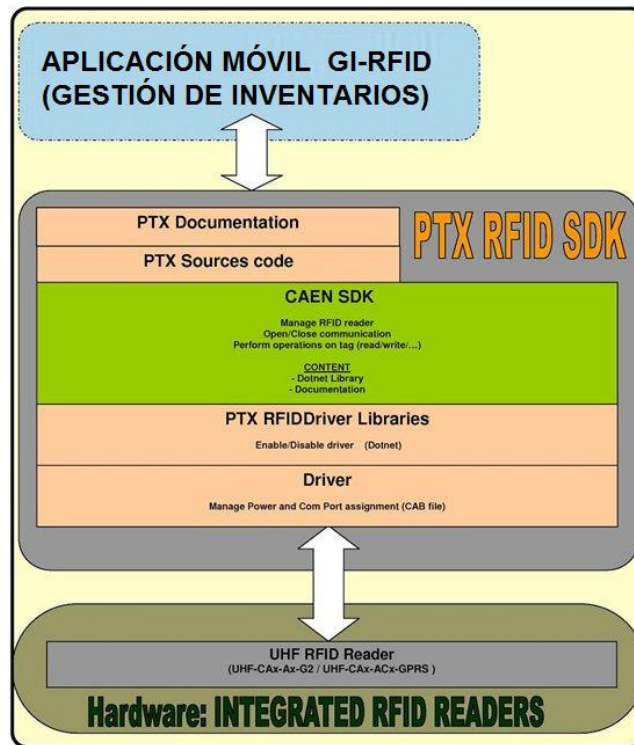 APLICACIÓN MÓVIL GI-RFID
(GESTIÓN DE INVENTARIOS)
PTX Documentation
PTX RFID SDK
PTX Sources code
CAEN SDK
Manage RFID reader
Open/Close communication
Perform operations on tag (read/write/…)
CONTENT
- Dotnet Library
- Documentation
PTX RFIDDriver Libraries
Enable/Disable driver (Dotnet)
Driver
Manage Power and Com Port assignment (CAB file)
UHF RFID Reader
(UHF-CAx-Ax-G2 / UHF-CAx-ACx-GPRS )
Hardware: INTEGRATED RFID READERS